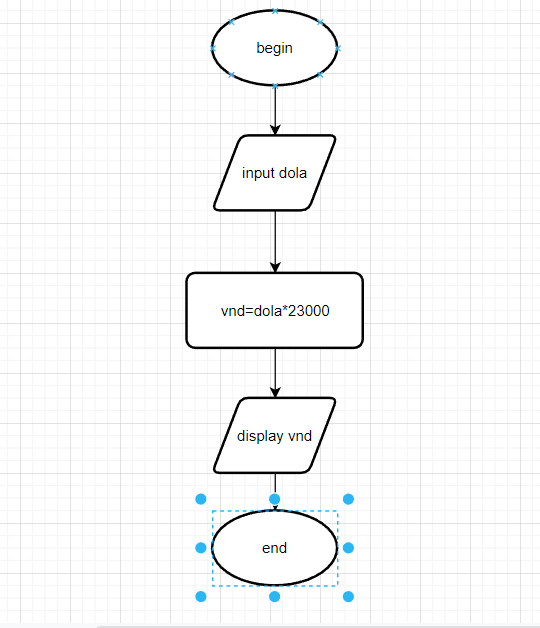 begin
input dola
vnd=dola*23000
display vnd
end